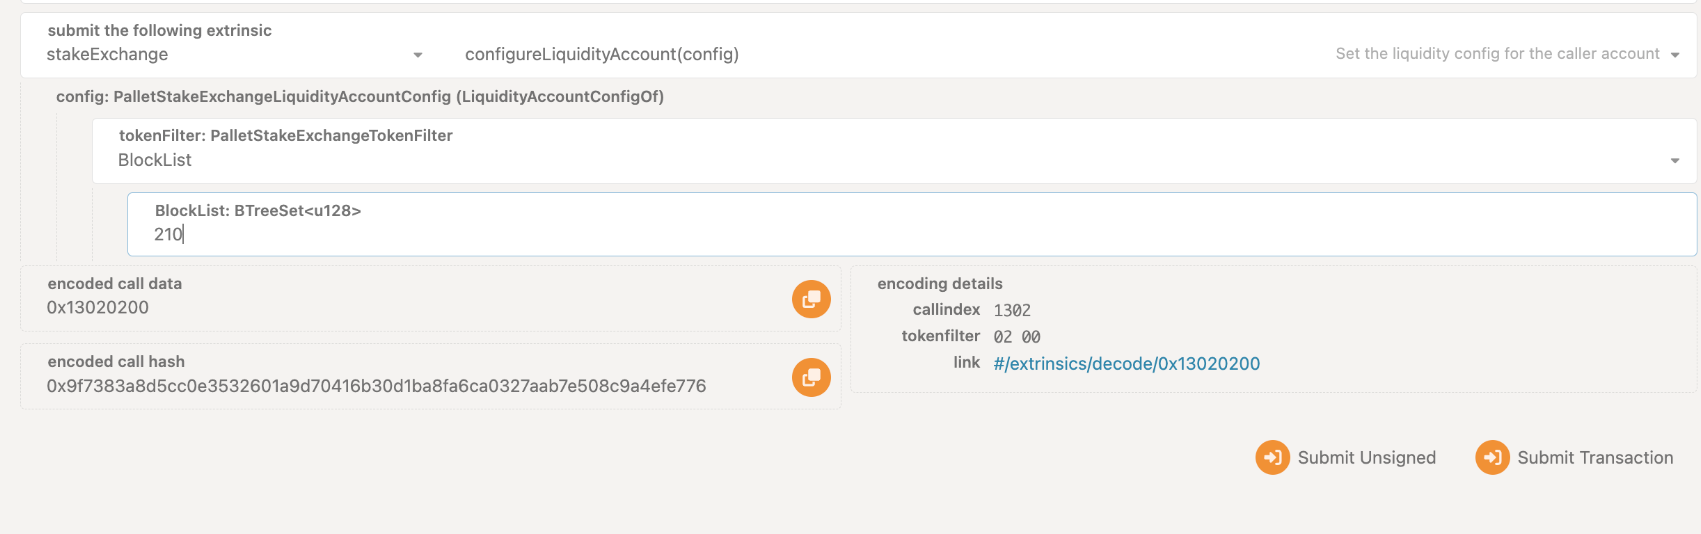 submit the following extrinsic
stakeExchange
configureLiquidityAccount(config)
Set the liquidity config for the caller account
config: PalletStakeExchangeLiquidityAccountConfig (LiquidityAccountConfigOf)
tokenFilter: PalletStakeExchangeTokenFilter
BlockList
BlockList: BTreeSet<u128>
210
encoded call data
0x13020200
encoded call hash
0x9f7383a8d5cc0e3532601a9d70416b30d1ba8fa6ca0327aab7e508c9a4efe776
encoding details
callindex 1302
tokenfilter 02 00
link #/extrinsics/decode/0x13020200
Submit Unsigned
Submit Transaction